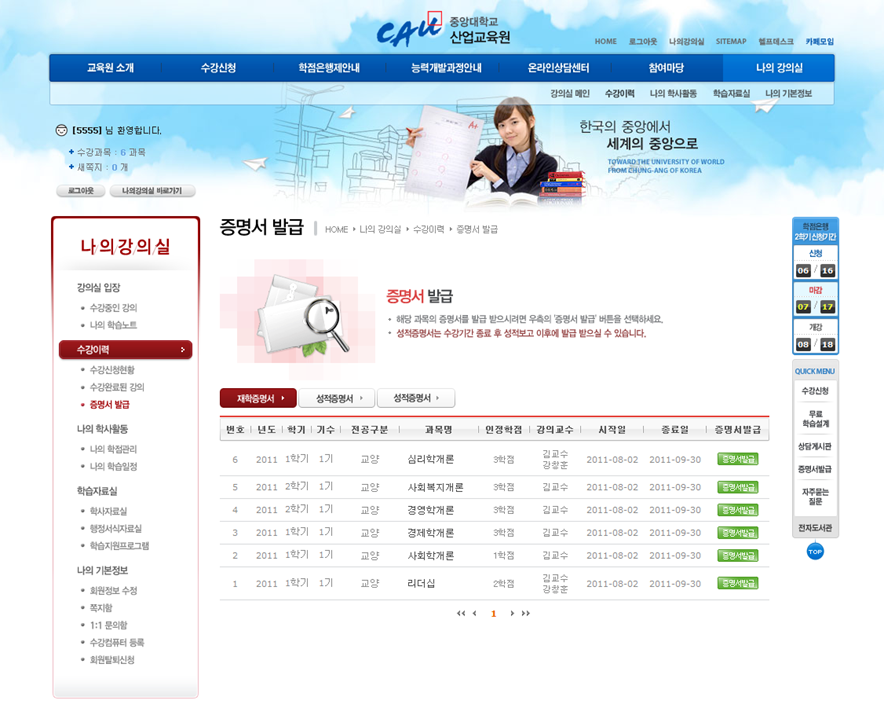 CAU 중앙대학교
산업교육원
HOME 로그아웃 나의강의실 SITEMAP 헬프데스크 카페모임
교육원 소개 수강신청 학점은행제안내 능력개발과정안내 온라인상담센터 참여마당 나의 강의실
강의실 메인 수강이력 나의 학사활동 학습자료실 나의 기본정보
[5555] 님 환영합니다.
수강과목 : 6 과목
새쪽지 : 0 개
로그아웃 나의강의실 바로가기
A+
한국의 중앙에서
세계의 중앙으로
TOWARD THE UNIVERSITY OF WORLD
FROM CHUNG-ANG OF KOREA
나의강의실
강의실 입장
수강중인 강의
나의 학습노트
수강이력
수강신청현황
수강완료된 강의
증명서 발급
나의 학사활동
나의 학점관리
나의 학습일정
학습자료실
학사자료실
행정서식자료실
학습지원프로그램
나의 기본정보
회원정보 수정
쪽지함
1:1 문의함
수강컴퓨터 등록
회원탈퇴신청
증명서 발급 HOME 나의 강의실 수강이력 증명서 발급
증명서 발급
해당 과목의 증명서를 발급 받으시려면 우측의 '증명서 발급' 버튼을 선택하세요.
성적증명서는 수강기간 종료 후 성적보고 이후에 발급 받으실 수 있습니다.
재학증명서 성적증명서 성적증명서
번호 년도 학기 기수 전공구분 과목명 인정학점 강의교수 시작일 종료일 증명서발급
6 2011 1학기 1기 교양 심리학개론 3학점 김교수 강창훈 2011-08-02 2011-09-30 증명서발급
5 2011 2학기 1기 교양 사회복지개론 3학점 김교수 2011-08-02 2011-09-30 증명서발급
4 2011 2학기 1기 교양 경영학개론 3학점 김교수 2011-08-02 2011-09-30 증명서발급
3 2011 1학기 1기 교양 경제학개론 3학점 김교수 2011-08-02 2011-09-30 증명서발급
2 2011 1학기 1기 교양 사회학개론 1학점 김교수 2011-08-02 2011-09-30 증명서발급
1 2011 1학기 1기 교양 리더십 2학점 김교수 강창훈 2011-08-02 2011-09-30 증명서발급
1
학점은행
2학기 신청기간
신청
06 / 16
마감
07 / 17
개강
08 / 18
QUICK MENU
수강신청
무료
학습설계
상담게시판
증명서발급
자주묻는
질문
전자도서관
TOP